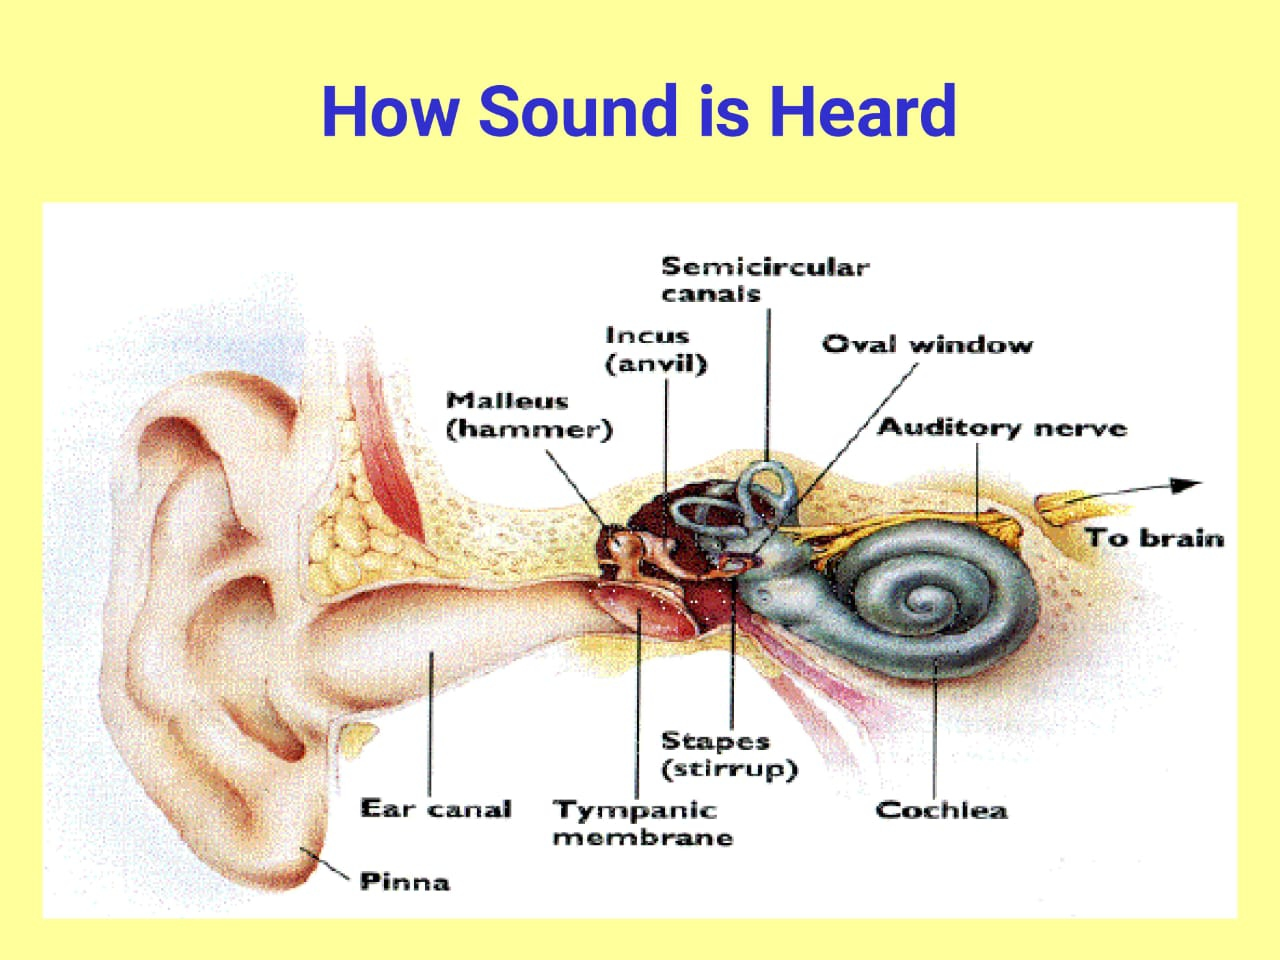 How Sound is Heard
Semicircular
canals
Incus
(anvil)
Oval window
Malleus
(hammer)
Auditory nerve
To brain
Stapes
(stirrup)
Ear canal
Tympanic
membrane
Cochlea
Pinna